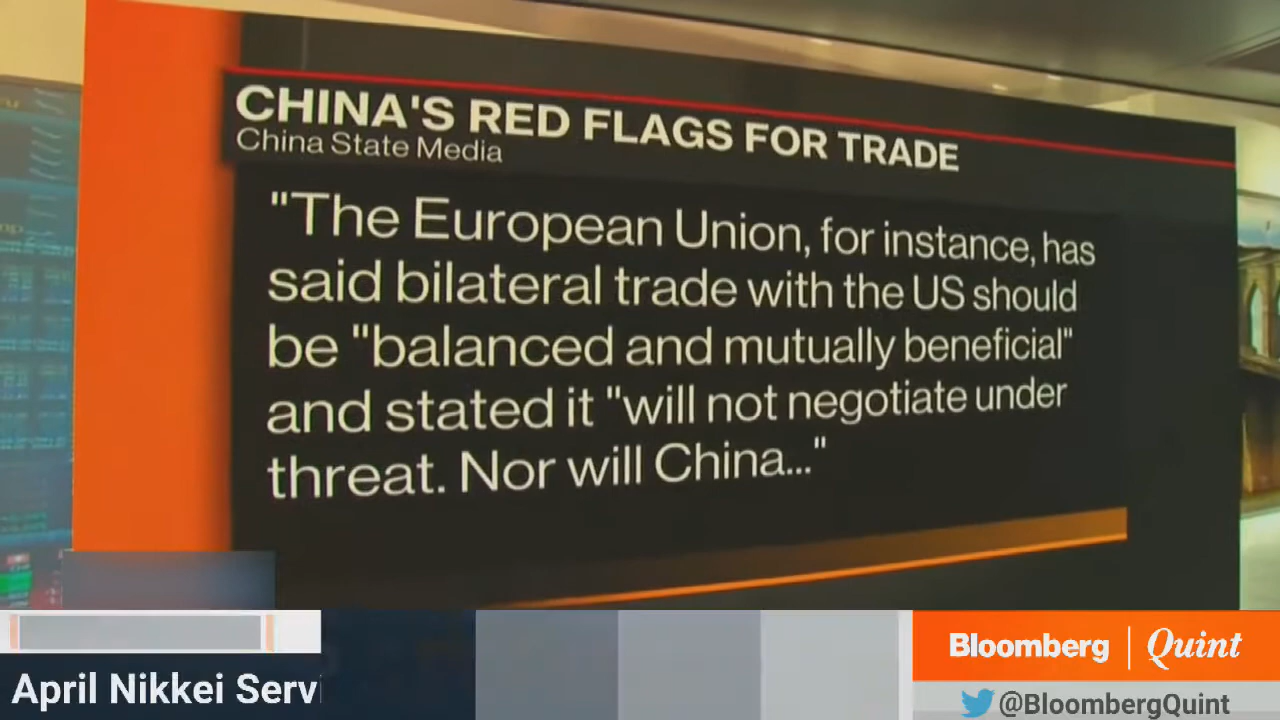 CHINA'S RED FLAGS FOR TRADE
China State Media
"The European Union, for instance, has
said bilateral trade with the US should
be "balanced and mutually beneficial"
and stated it "will not negotiate under
threat. Nor will China..."
April Nikkei Serv
Bloomberg | Quint
@BloombergQuint